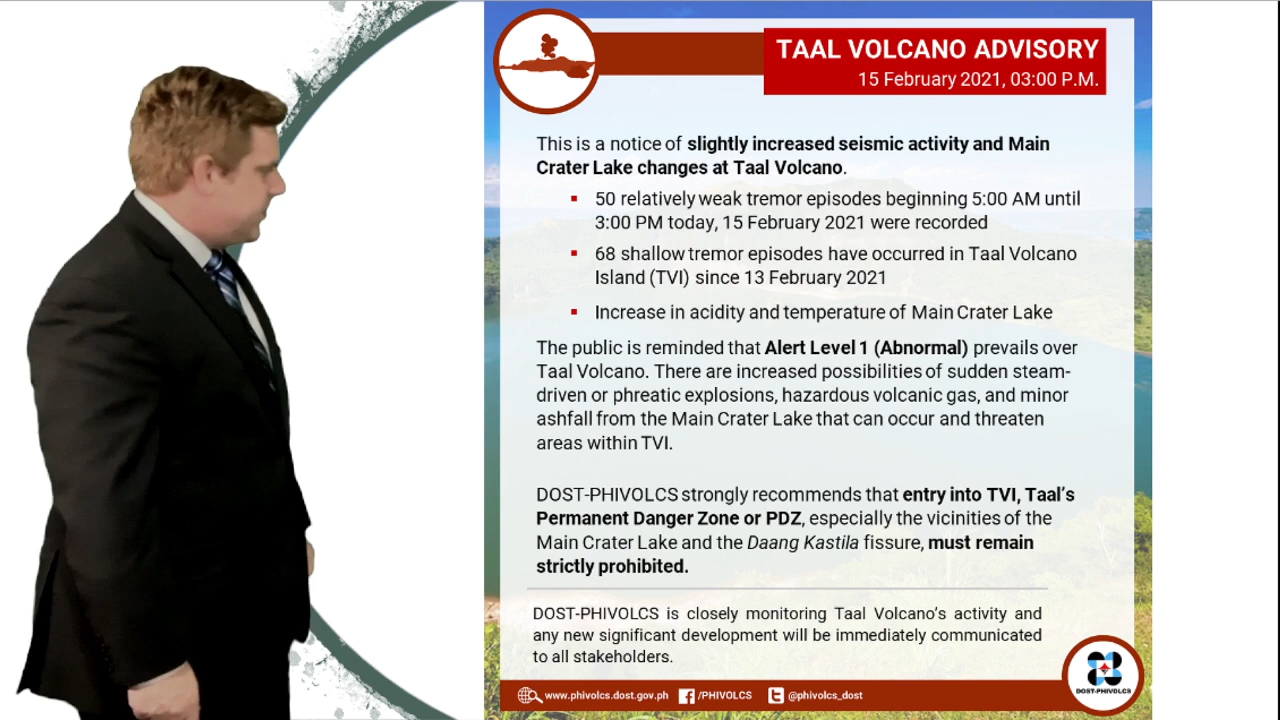 TAAL VOLCANO ADVISORY
15 February 2021, 03:00 P.M.
This is a notice of slightly increased seismic activity and Main
Crater Lake changes at Taal Volcano.
▪ 50 relatively weak tremor episodes beginning 5:00 AM until
3:00 PM today, 15 February 2021 were recorded
▪ 68 shallow tremor episodes have occurred in Taal Volcano
Island (TVI) since 13 February 2021
▪ Increase in acidity and temperature of Main Crater Lake
The public is reminded that Alert Level 1 (Abnormal) prevails over
Taal Volcano. There are increased possibilities of sudden steam-
driven or phreatic explosions, hazardous volcanic gas, and minor
ashfall from the Main Crater Lake that can occur and threaten
areas within TVI.
DOST-PHIVOLCS strongly recommends that entry into TVI, Taal's
Permanent Danger Zone or PDZ, especially the vicinities of the
Main Crater Lake and the Daang Kastila fissure, must remain
strictly prohibited.
DOST-PHIVOLCS is closely monitoring Taal Volcano's activity and
any new significant development will be immediately communicated
to all stakeholders.
DOST-PHIVOLCS
www.phivolcs.dost.gov.ph /PHIVOLCS @phivolcs_dost